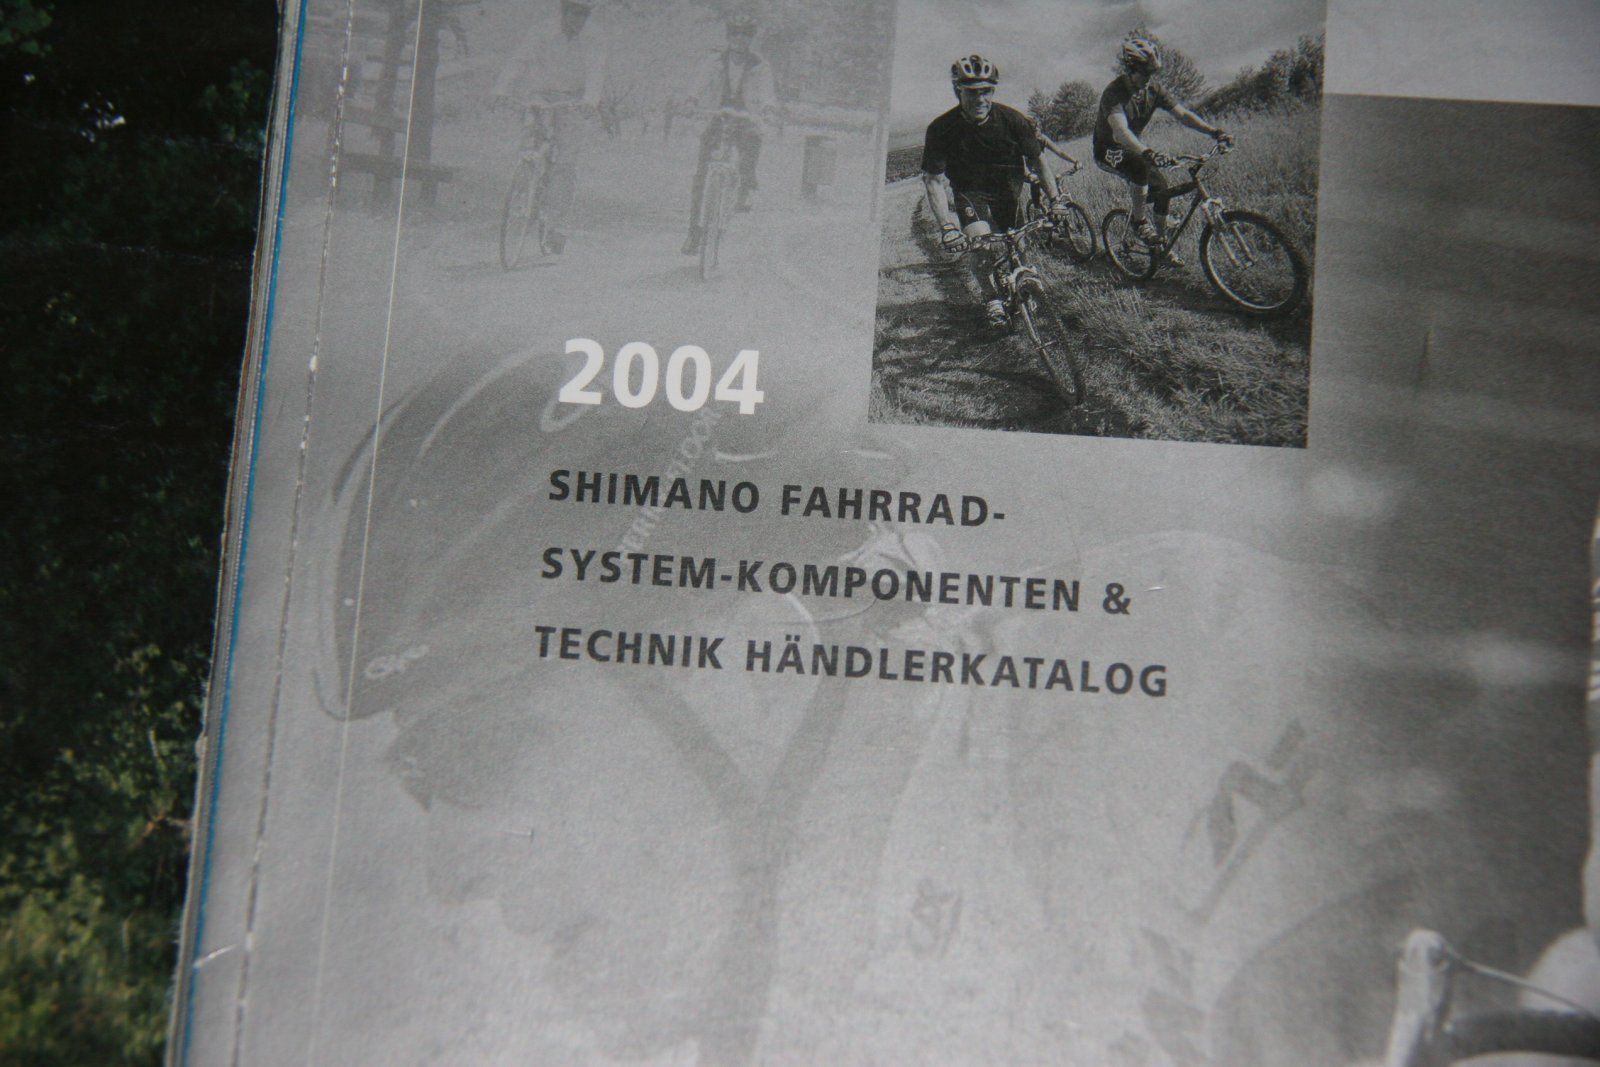 2004
SHIMANO FAHRRAD-
SYSTEM-KOMPONENTEN &
TECHNIK HÄNDLERKATALOG